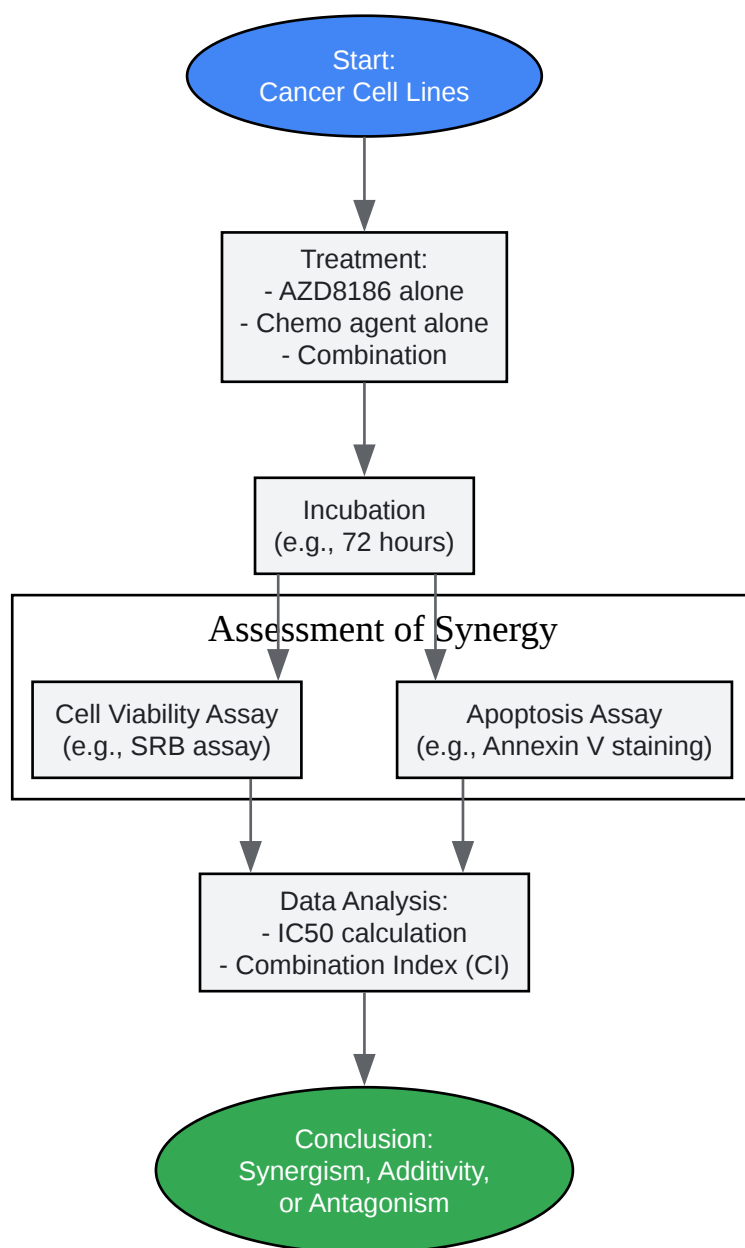 Start:
Cancer Cell Lines
Treatment:
- AZD8186 alone
- Chemo agent alone
- Combination
Incubation
(e.g., 72 hours)
Assessment of Synergy
Cell Viability Assay
(e.g., SRB assay)
Apoptosis Assay
(e.g., Annexin V staining)
Data Analysis:
- IC50 calculation
- Combination Index (CI)
Conclusion:
Synergism, Additivity,
or Antagonism